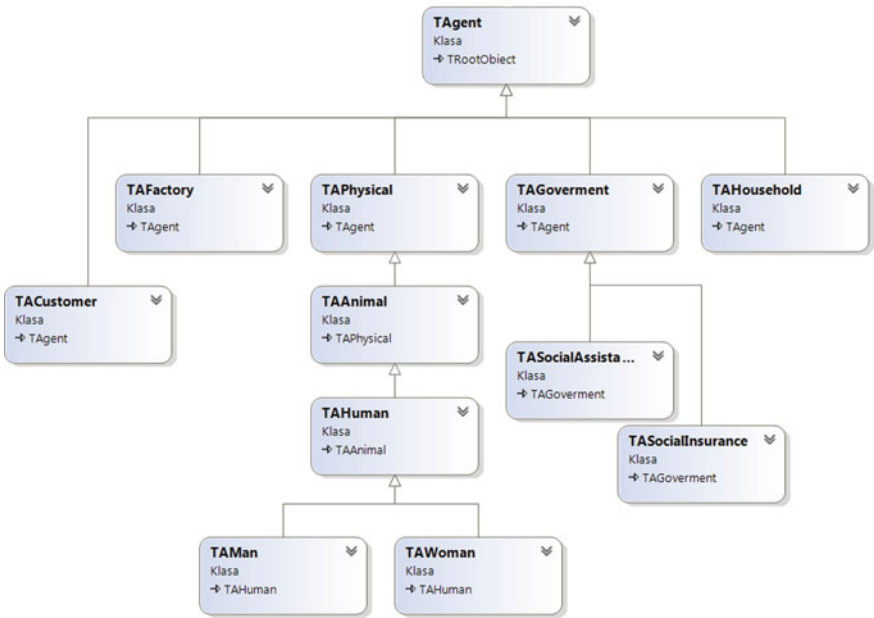 TAgent
Klasa
TRootObiect
TAFactory
Klasa
TAgent
TAPhysical
Klasa
TAgent
TAGoverment
Klasa
TAgent
TAHousehold
Klasa
TAgent
TACustomer
Klasa
TAgent
TAAnimal
Klasa
TAPhysical
TASocialAssista...
Klasa
TAGoverment
TAHuman
Klasa
TAAnimal
TASocialInsurance
Klasa
TAGoverment
TAMan
Klasa
TAHuman
TAWoman
Klasa
TAHuman